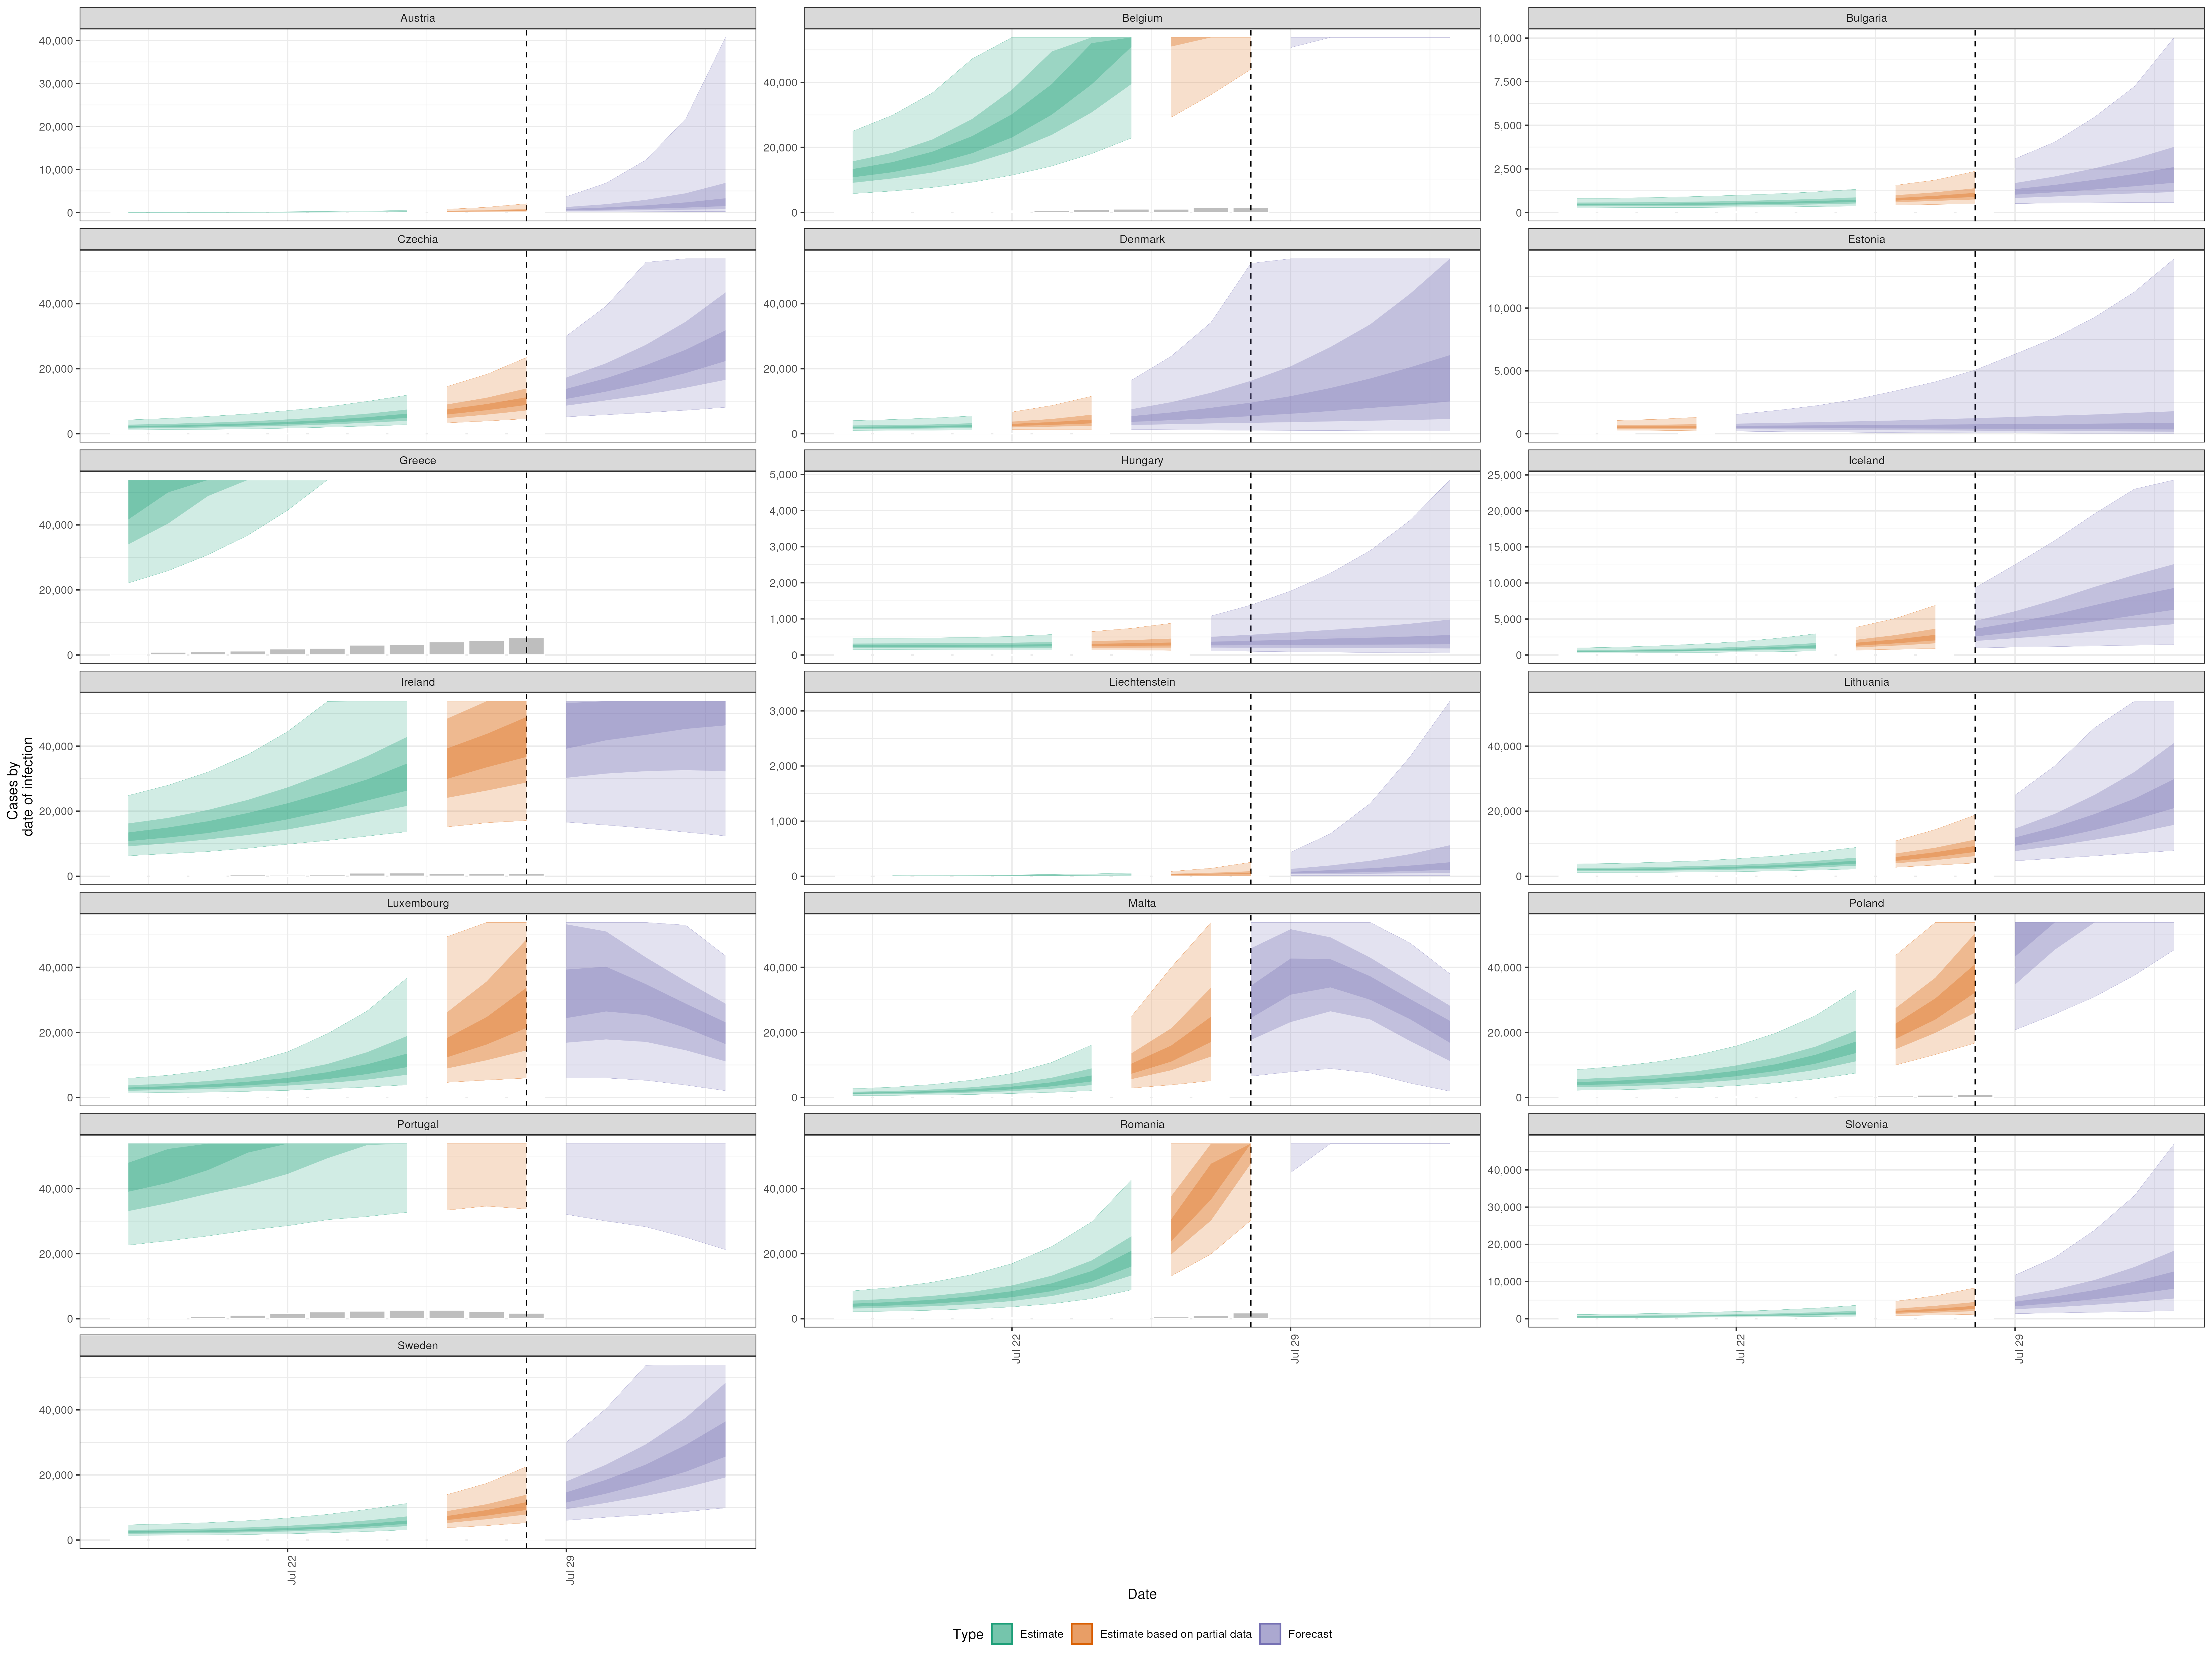 Austria
Belgium
Bulgaria
40,000
30,000
20,000
10,000
0
40,000
20,000
0
10,000
7,500
5,000
2,500
0
Czechia
Denmark
Estonia
40,000
20,000
0
40,000
20,000
0
10,000
5,000
0
Greece
Hungary
Iceland
40,000
20,000
0
5,000
4,000
3,000
2,000
1,000
0
25,000
20,000
15,000
10,000
5,000
0
Ireland
Liechtenstein
Lithuania
40,000
20,000
0
3,000
2,000
1,000
0
40,000
20,000
0
Cases by
date of infection
Luxembourg
Malta
Poland
40,000
20,000
0
40,000
20,000
0
40,000
20,000
0
Portugal
Romania
Slovenia
40,000
20,000
0
40,000
20,000
0
40,000
30,000
20,000
10,000
0
Jul 22
Jul 29
Jul 22
Jul 29
Sweden
40,000
20,000
0
Jul 22
Jul 29
Date
Type
Estimate
Estimate based on partial data
Forecast